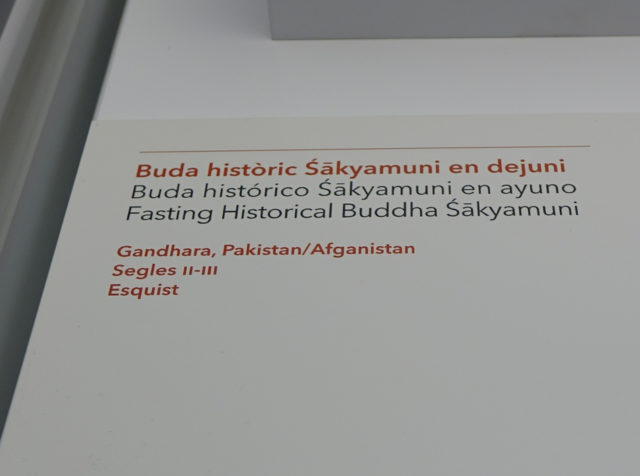 Buda històric Śākyamuni en dejuni
Buda histórico Śākyamuni en ayuno
Fasting Historical Buddha Śākyamuni
Gandhara, Pakistan/Afganistan
Segles II-III
Esquist